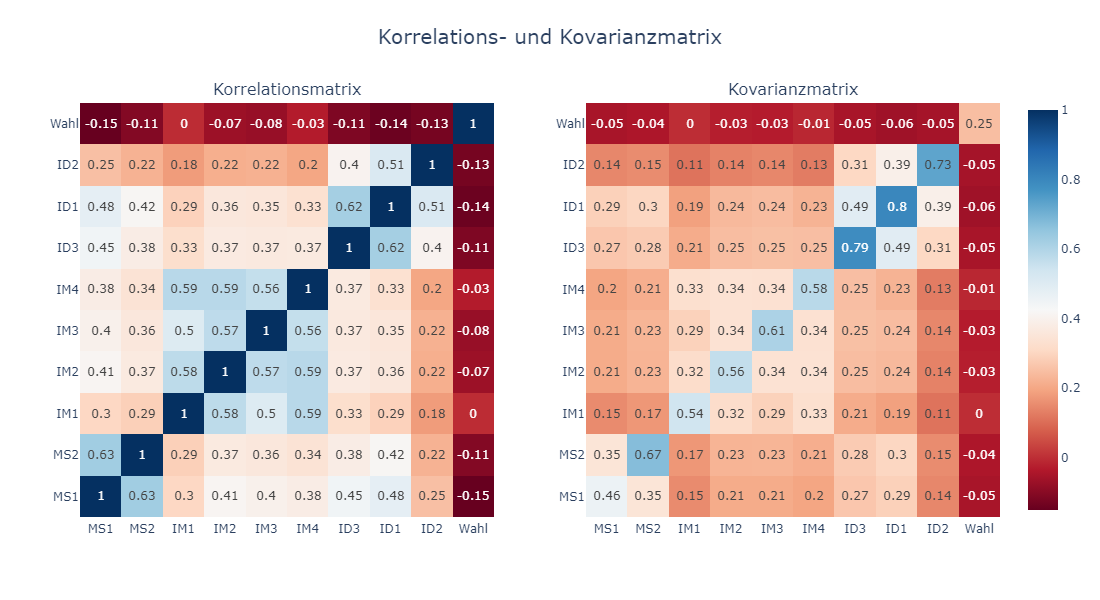 Korrelations- und Kovarianzmatrix
Korrelationsmatrix
Wahl -0.15 -0.11 0 -0.07 -0.08 -0.03 -0.11 -0.14 -0.13 1
ID2 0.25 0.22 0.18 0.22 0.22 0.2 0.4 0.51 1 -0.13
ID1 0.48 0.42 0.29 0.36 0.35 0.33 0.62 1 0.51 -0.14
ID3 0.45 0.38 0.33 0.37 0.37 0.37 1 0.62 0.4 -0.11
IM4 0.38 0.34 0.59 0.59 0.56 1 0.37 0.33 0.2 -0.03
IM3 0.4 0.36 0.5 0.57 1 0.56 0.37 0.35 0.22 -0.08
IM2 0.41 0.37 0.58 1 0.57 0.59 0.37 0.36 0.22 -0.07
IM1 0.3 0.29 1 0.58 0.5 0.59 0.33 0.29 0.18 0
MS2 0.63 1 0.29 0.37 0.36 0.34 0.38 0.42 0.22 -0.11
MS1 1 0.63 0.3 0.41 0.4 0.38 0.45 0.48 0.25 -0.15
MS1 MS2 IM1 IM2 IM3 IM4 ID3 ID1 ID2 Wahl
Kovarianzmatrix
Wahl -0.05 -0.04 0 -0.03 -0.03 -0.01 -0.05 -0.06 -0.05 0.25
ID2 0.14 0.15 0.11 0.14 0.14 0.13 0.31 0.39 0.73 -0.05
ID1 0.29 0.3 0.19 0.24 0.24 0.23 0.49 0.8 0.39 -0.06
ID3 0.27 0.28 0.21 0.25 0.25 0.25 0.79 0.49 0.31 -0.05
IM4 0.2 0.21 0.33 0.34 0.34 0.58 0.25 0.23 0.13 -0.01
IM3 0.21 0.23 0.29 0.34 0.61 0.34 0.25 0.24 0.14 -0.03
IM2 0.21 0.23 0.32 0.56 0.34 0.34 0.25 0.24 0.14 -0.03
IM1 0.15 0.17 0.54 0.32 0.29 0.33 0.21 0.19 0.11 0
MS2 0.35 0.67 0.17 0.23 0.23 0.21 0.28 0.3 0.15 -0.04
MS1 0.46 0.35 0.15 0.21 0.21 0.2 0.27 0.29 0.14 -0.05
MS1 MS2 IM1 IM2 IM3 IM4 ID3 ID1 ID2 Wahl
1
0.8
0.6
0.4
0.2
0